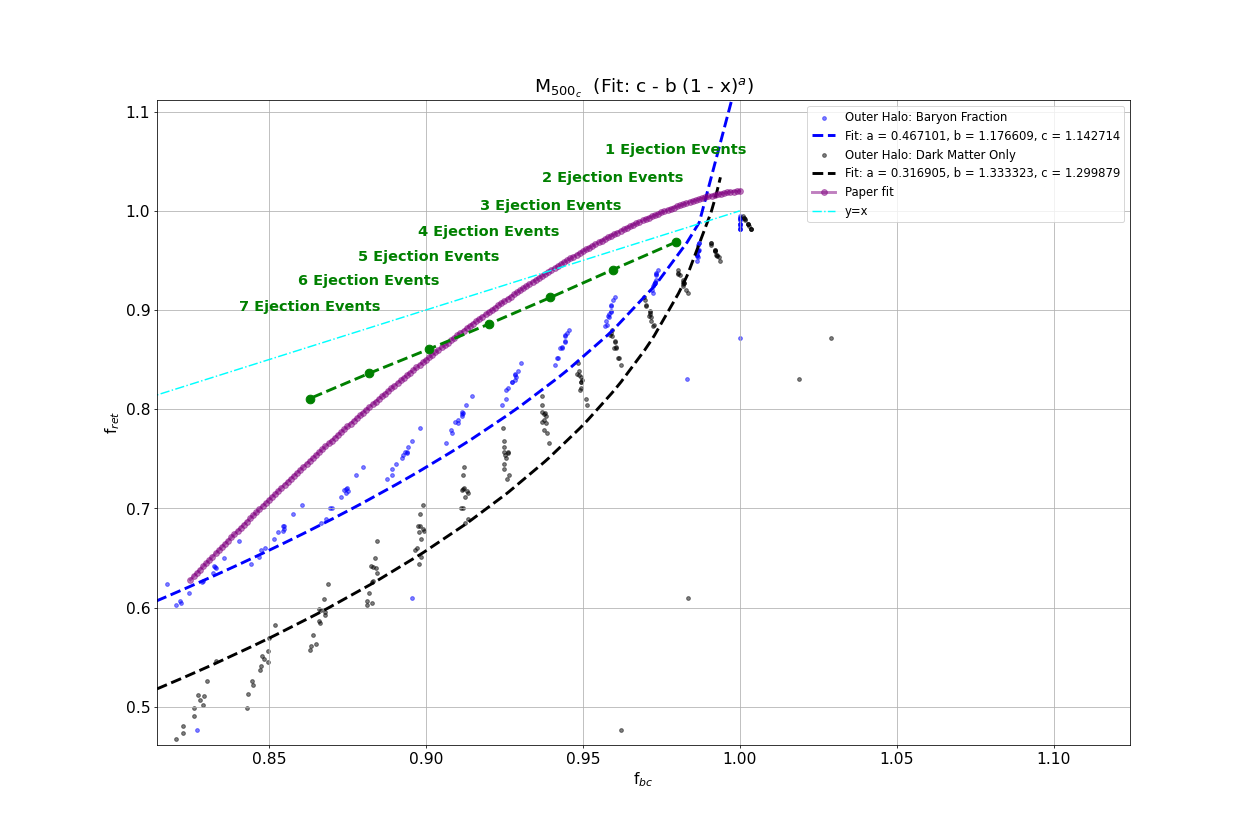 M500c (Fit: c - b (1 - x)a)
1.1
1.0
0.9
0.8
0.7
0.6
0.5
fret
1 Ejection Events
2 Ejection Events
3 Ejection Events
4 Ejection Events
5 Ejection Events
6 Ejection Events
7 Ejection Events
Outer Halo: Baryon Fraction
Fit: a = 0.467101, b = 1.176609, c = 1.142714
Outer Halo: Dark Matter Only
Fit: a = 0.316905, b = 1.333323, c = 1.299879
Paper fit
y=x
0.85 0.90 0.95 1.00 1.05 1.10
fbc